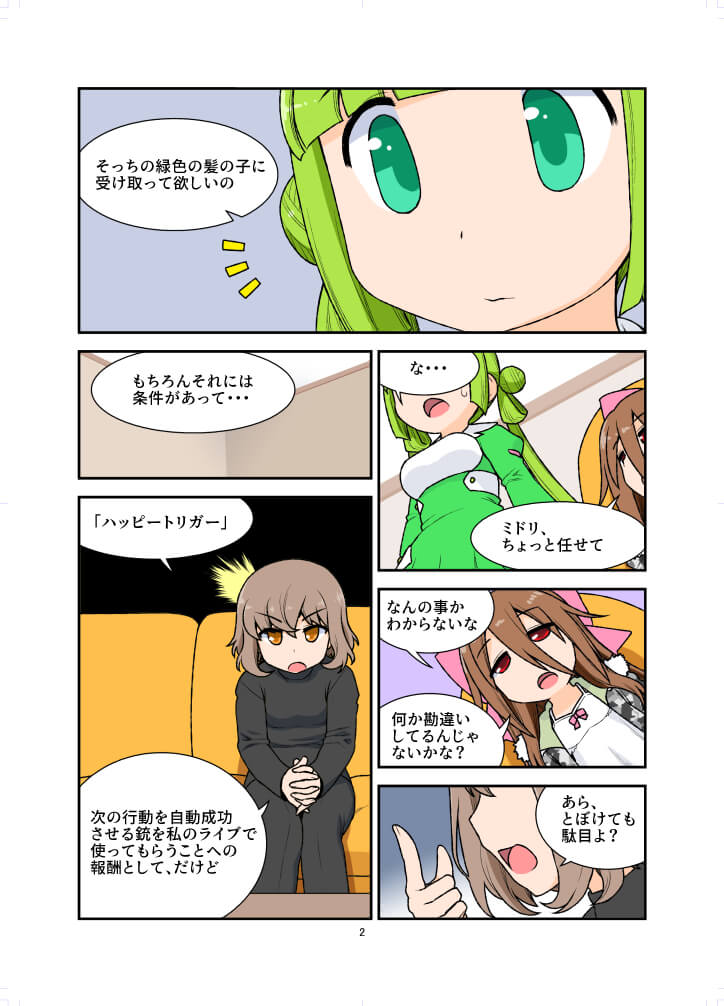 そっちの緑色の髪の子に
受け取って欲しいの
な・・・
ミドリ、
ちょっと任せて
なんの事か
わからないな
何か勘違い
してるんじゃ
ないかな？
あら、
とぼけても
駄目よ？
もちろんそれには
条件があって・・・
「ハッピートリガー」
次の行動を自動成功
させる銃を私のライブで
使ってもらうことへの
報酬として、だけど
2